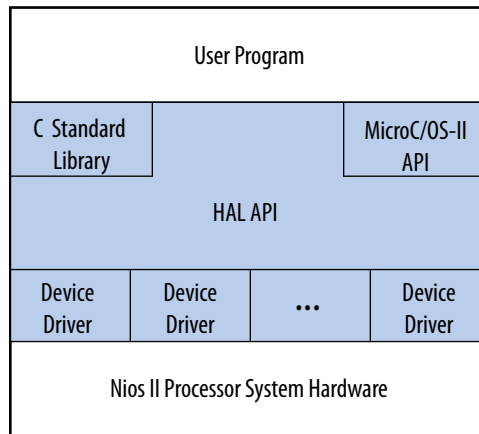 User Program
C Standard
Library
MicroC/OS-II
API
HAL API
Device
Driver
Device
Driver
...
Device
Driver
Nios II Processor System Hardware